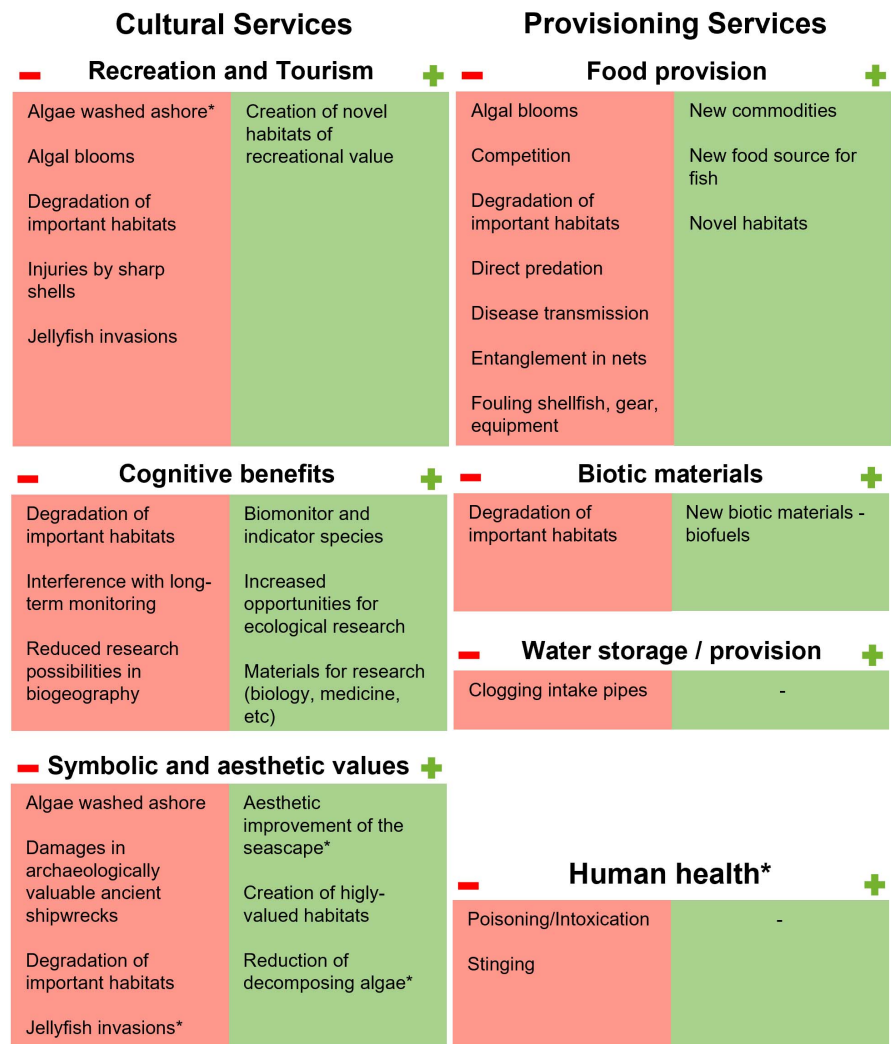 Cultural Services
Recreation and Tourism
Algae washed ashore*
Algal blooms
Degradation of
important habitats
Injuries by sharp
shells
Jellyfish invasions
Creation of novel
habitats of
recreational value
Cognitive benefits
Degradation of
important habitats
Interference with long-
term monitoring
Reduced research
possibilities in
biogeography
Biomonitor and
indicator species
Increased
opportunities for
ecological research
Materials for research
(biology, medicine,
etc)
Symbolic and aesthetic values
Algae washed ashore
Damages in
archaeologically
valuable ancient
shipwrecks
Degradation of
important habitats
Jellyfish invasions*
Aesthetic
improvement of the
seascape*
Creation of higly-
valued habitats
Reduction of
decomposing algae*
Provisioning Services
Food provision
Algal blooms
Competition
Degradation of
important habitats
Direct predation
Disease transmission
Entanglement in nets
Fouling shellfish, gear,
equipment
New commodities
New food source for
fish
Novel habitats
Biotic materials
Degradation of
important habitats
New biotic materials -
biofuels
Water storage / provision
Clogging intake pipes
-
Human health*
Poisoning/Intoxication
Stinging
-